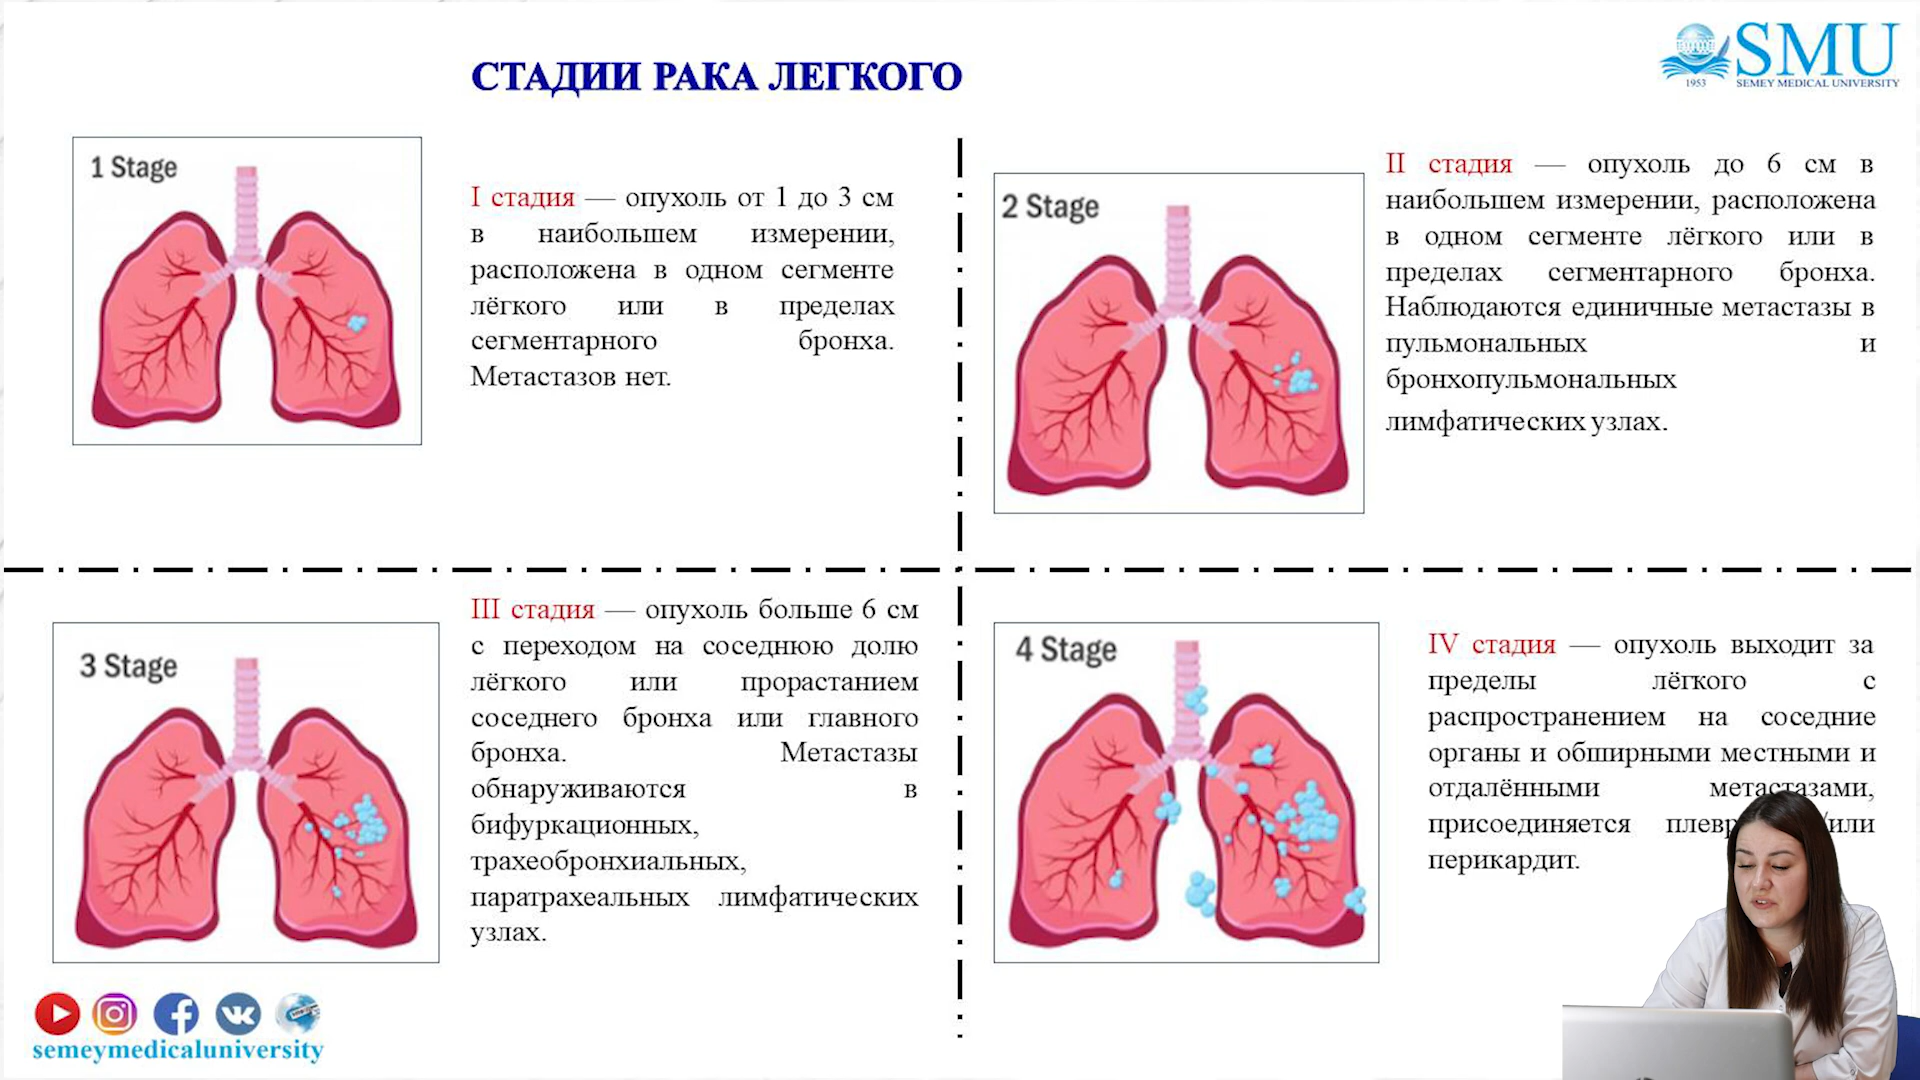 СТАДИИ РАКА ЛЕГКОГО
SMU
1953
SEMEY MEDICAL UNIVERSITY
1 Stage
I стадия — опухоль от 1 до 3 см
в наибольшем измерении,
расположена в одном сегменте
лёгкого или в пределах
сегментарного бронха.
Метастазов нет.
2 Stage
II стадия — опухоль до 6 см в
наибольшем измерении, расположена
в одном сегменте лёгкого или в
пределах сегментарного бронха.
Наблюдаются единичные метастазы в
пульмональных и
бронхопульмональных
лимфатических узлах.
3 Stage
III стадия — опухоль больше 6 см
с переходом на соседнюю долю
лёгкого или прорастанием
соседнего бронха или главного
бронха. Метастазы
обнаруживаются в
бифуркационных,
трахеобронхиальных,
паратрахеальных лимфатических
узлах.
4 Stage
IV стадия — опухоль выходит за
пределы лёгкого с
распространением на соседние
органы и обширными местными и
отдалёнными метастазами,
присоединяется /или
перикардит.
semeymedicaluniversity